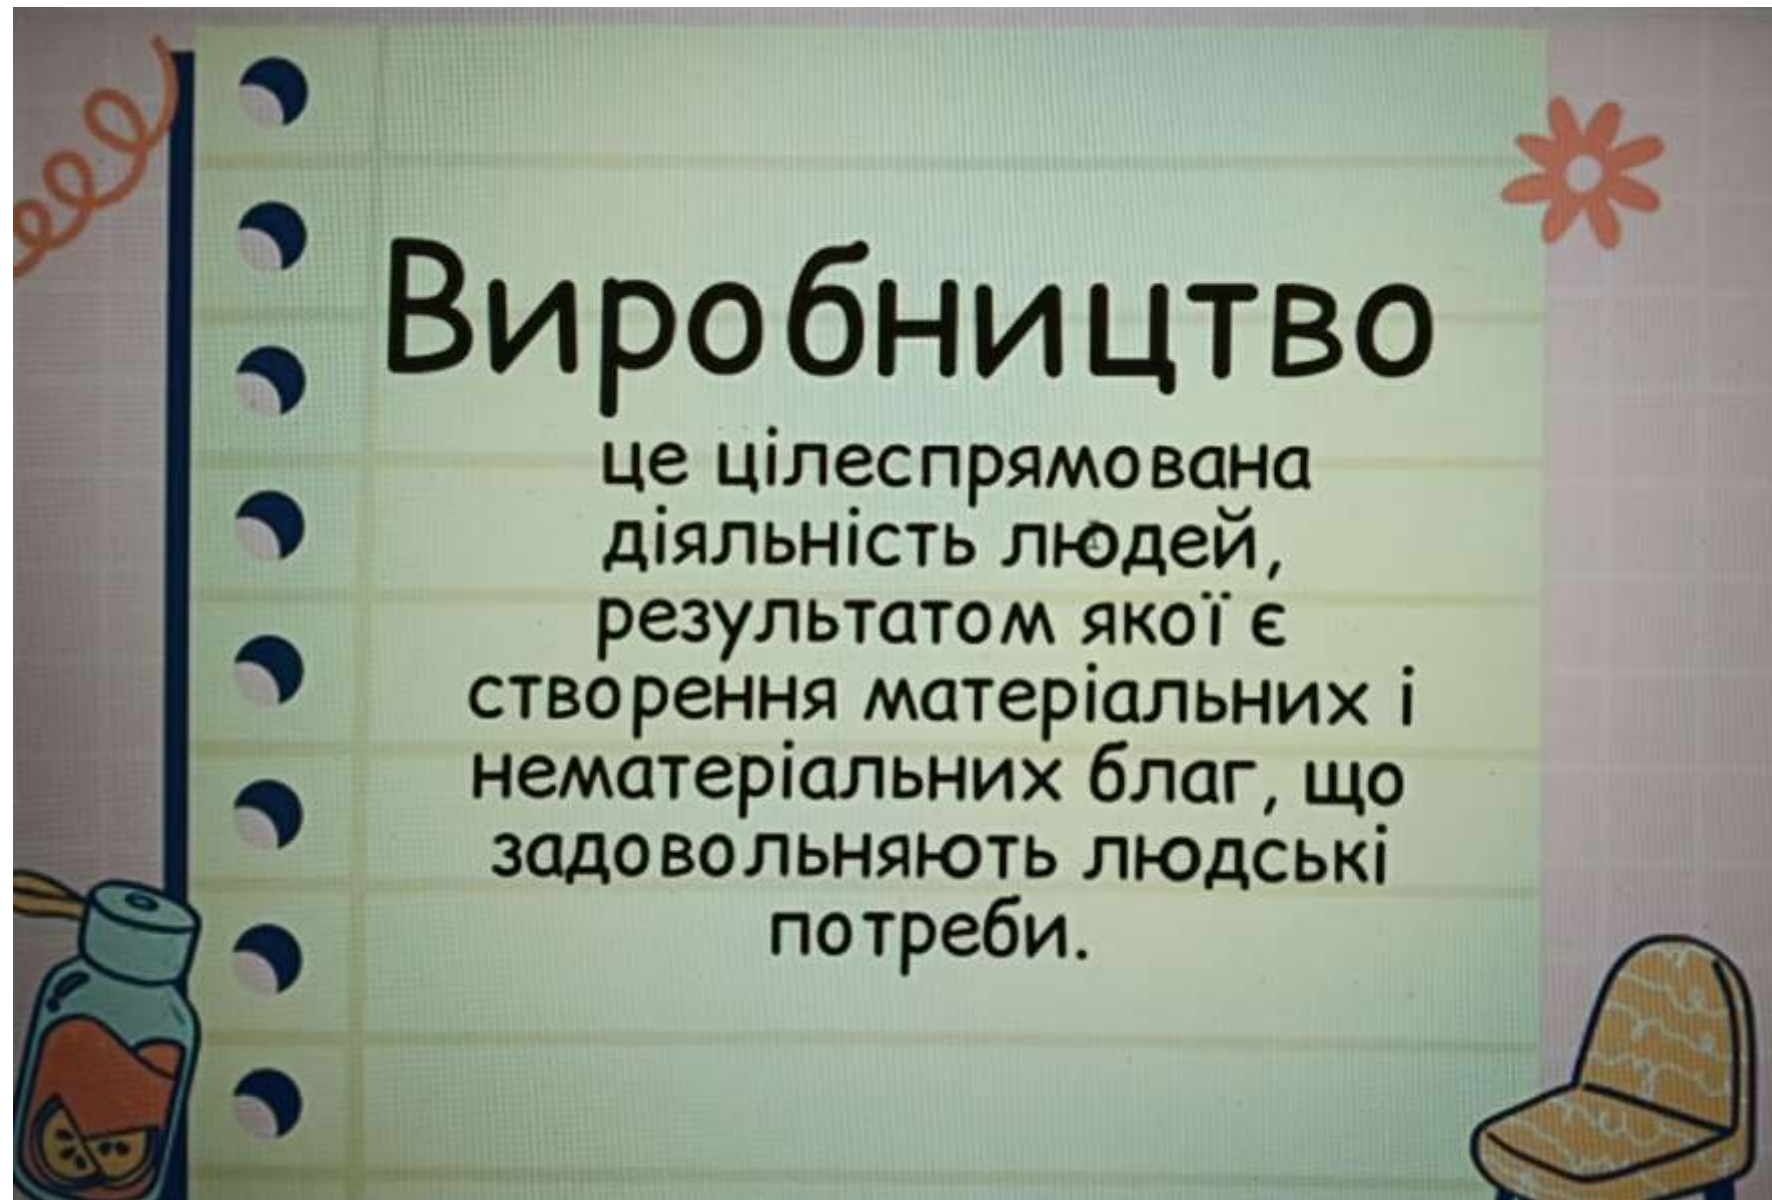 Виробництво
це цілеспрямована
діяльність людей,
результатом якої є
створення матеріальних і
нематеріальних благ, що
задовольняють людські
потреби.